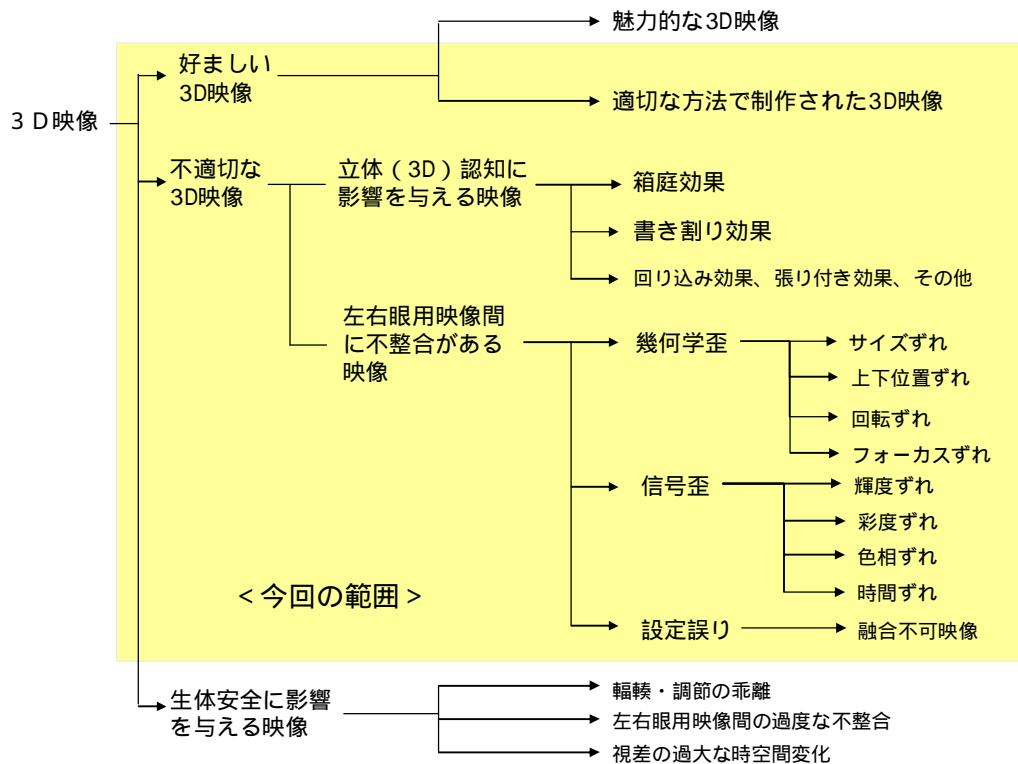 魅力的な3D映像
好ましい
3D映像
適切な方法で制作された3D映像
３Ｄ映像
不適切な
3D映像
立体（3D）認知に
影響を与える映像
箱庭効果
書き割り効果
回り込み効果、張り付き効果、その他
左右眼用映像間
に不整合がある
映像
幾何学歪
サイズずれ
上下位置ずれ
回転ずれ
フォーカスずれ
信号歪
輝度ずれ
彩度ずれ
色相ずれ
時間ずれ
＜今回の範囲＞
設定誤り
融合不可映像
生体安全に影響
を与える映像
輻輳・調節の乖離
左右眼用映像間の過度な不整合
視差の過大な時空間変化